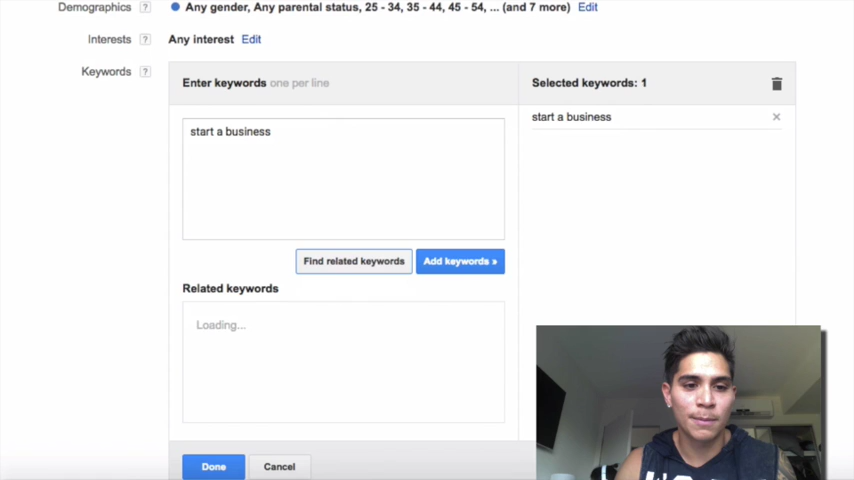 Demographics ? Any gender, Any parental status, 25 - 34, 35 - 44, 45 - 54, ... (and 7 more) Edit
Interests ? Any interest Edit
Keywords ?
Enter keywords one per line
Selected keywords: 1
start a business
start a business
Find related keywords
Add keywords »
Related keywords
Loading...
Done
Cancel